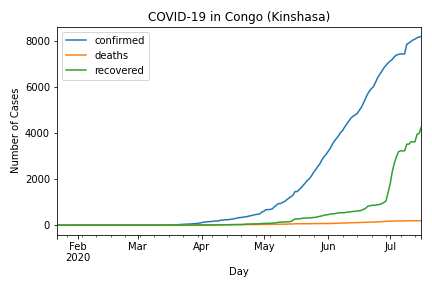 COVID-19 in Congo (Kinshasa)
confirmed
deaths
recovered
Number of Cases
8000
6000
4000
2000
0
Feb Mar Apr May Jun Jul
2020
Day